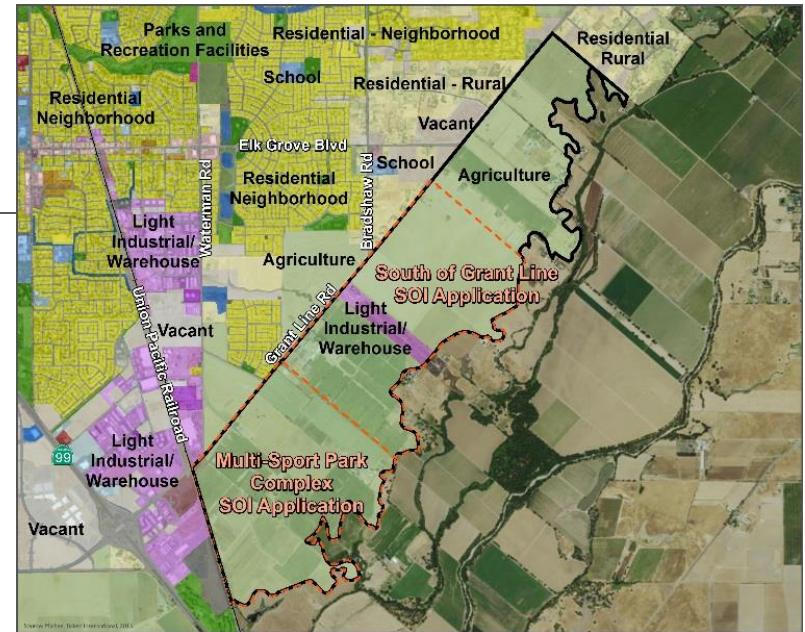 Parks and
Recreation Facilities
Residential - Neighborhood
Residential
Rural
School
Residential - Rural
Residential
Neighborhood
Vacant
Elk Grove Blvd
School
Waterman Rd
Bradshaw Rd
Residential
Neighborhood
Agriculture
Light
Industrial/
Warehouse
Agriculture
South of Grant Line
SOI Application
Union Pacific Railroad
Vacant
Grant Line Rd
Light
Industrial/
Warehouse
Light
Industrial/
Warehouse
99
Multi-Sport Park
Complex
SOI Application
Vacant